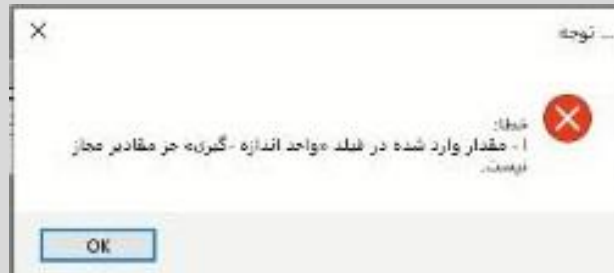 ... توجه
خطا:
۱ - مقدار وارد شده در فیلد «واحد اندازه -گیری» جز مقادیر مجاز
نیست.
OK